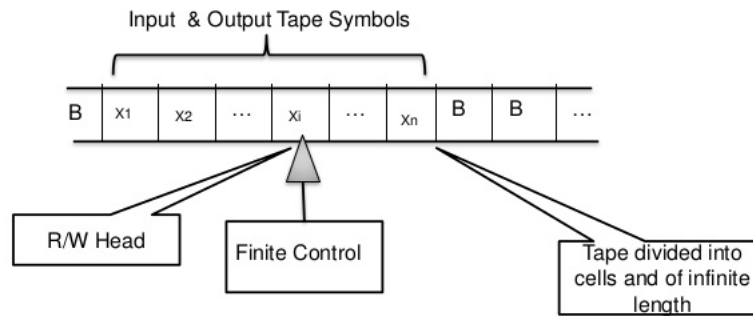 Input & Output Tape Symbols
B X1 X2 ... Xi ... Xn B B ...
R/W Head
Finite Control
Tape divided into
cells and of infinite
length